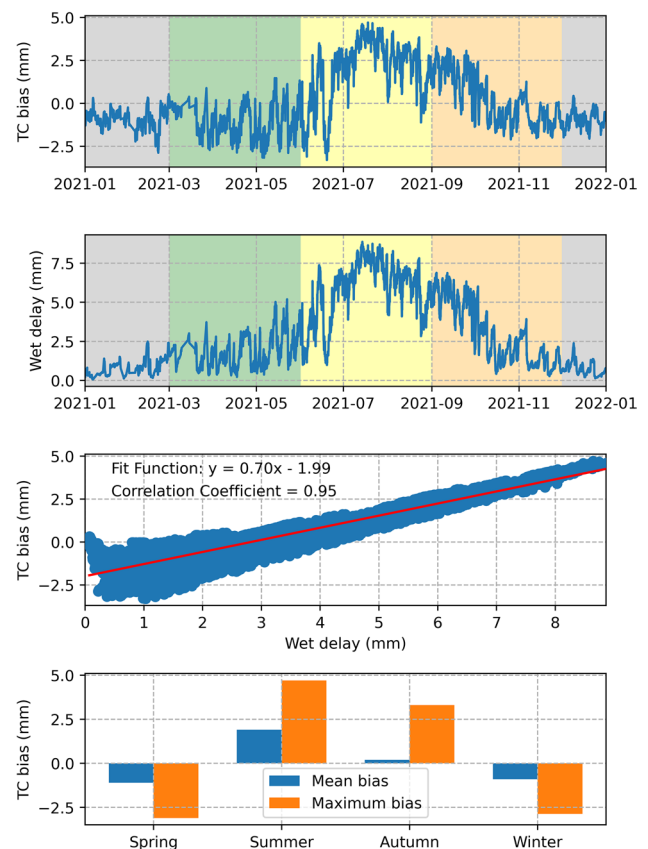 TC bias (mm)
5.0
2.5
0.0
−2.5
2021-01 2021-03 2021-05 2021-07 2021-09 2021-11 2022-01
Wet delay (mm)
7.5
5.0
2.5
0.0
2021-01 2021-03 2021-05 2021-07 2021-09 2021-11 2022-01
TC bias (mm)
5.0
2.5
0.0
−2.5
Fit Function: y = 0.70x - 1.99
Correlation Coefficient = 0.95
0 1 2 3 4 5 6 7 8
Wet delay (mm)
TC bias (mm)
5.0
2.5
0.0
−2.5
Mean bias
Maximum bias
Spring Summer Autumn Winter